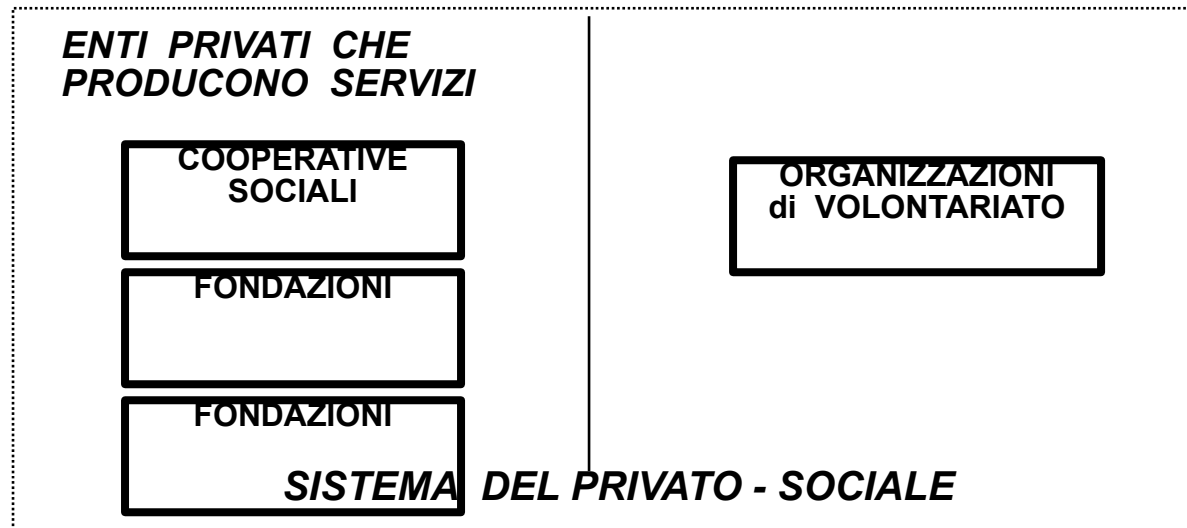 ENTI PRIVATI CHE
PRODUCONO SERVIZI
COOPERATIVE
SOCIALI
FONDAZIONI
FONDAZIONI
ORGANIZZAZIONI
di VOLONTARIATO
SISTEMA DEL PRIVATO - SOCIALE